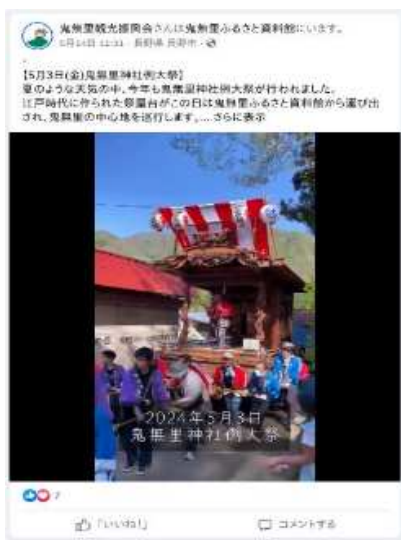 鬼無里観光振興会さんは鬼無里ふるさと資料館にいます。
5月14日 12:31・長野県 長野市・
【5月3日(金)鬼無里神社例大祭】
夏のような天気の中、今年も鬼無里神社例大祭が行われました。
江戸時代に作られた祭屋台がこの日は鬼無里ふるさと資料館から運び出
され、鬼無里の中心地を巡行します。... さらに表示
2024年5月3日
鬼無里神社例大祭
7
「いいね!」
コメントする